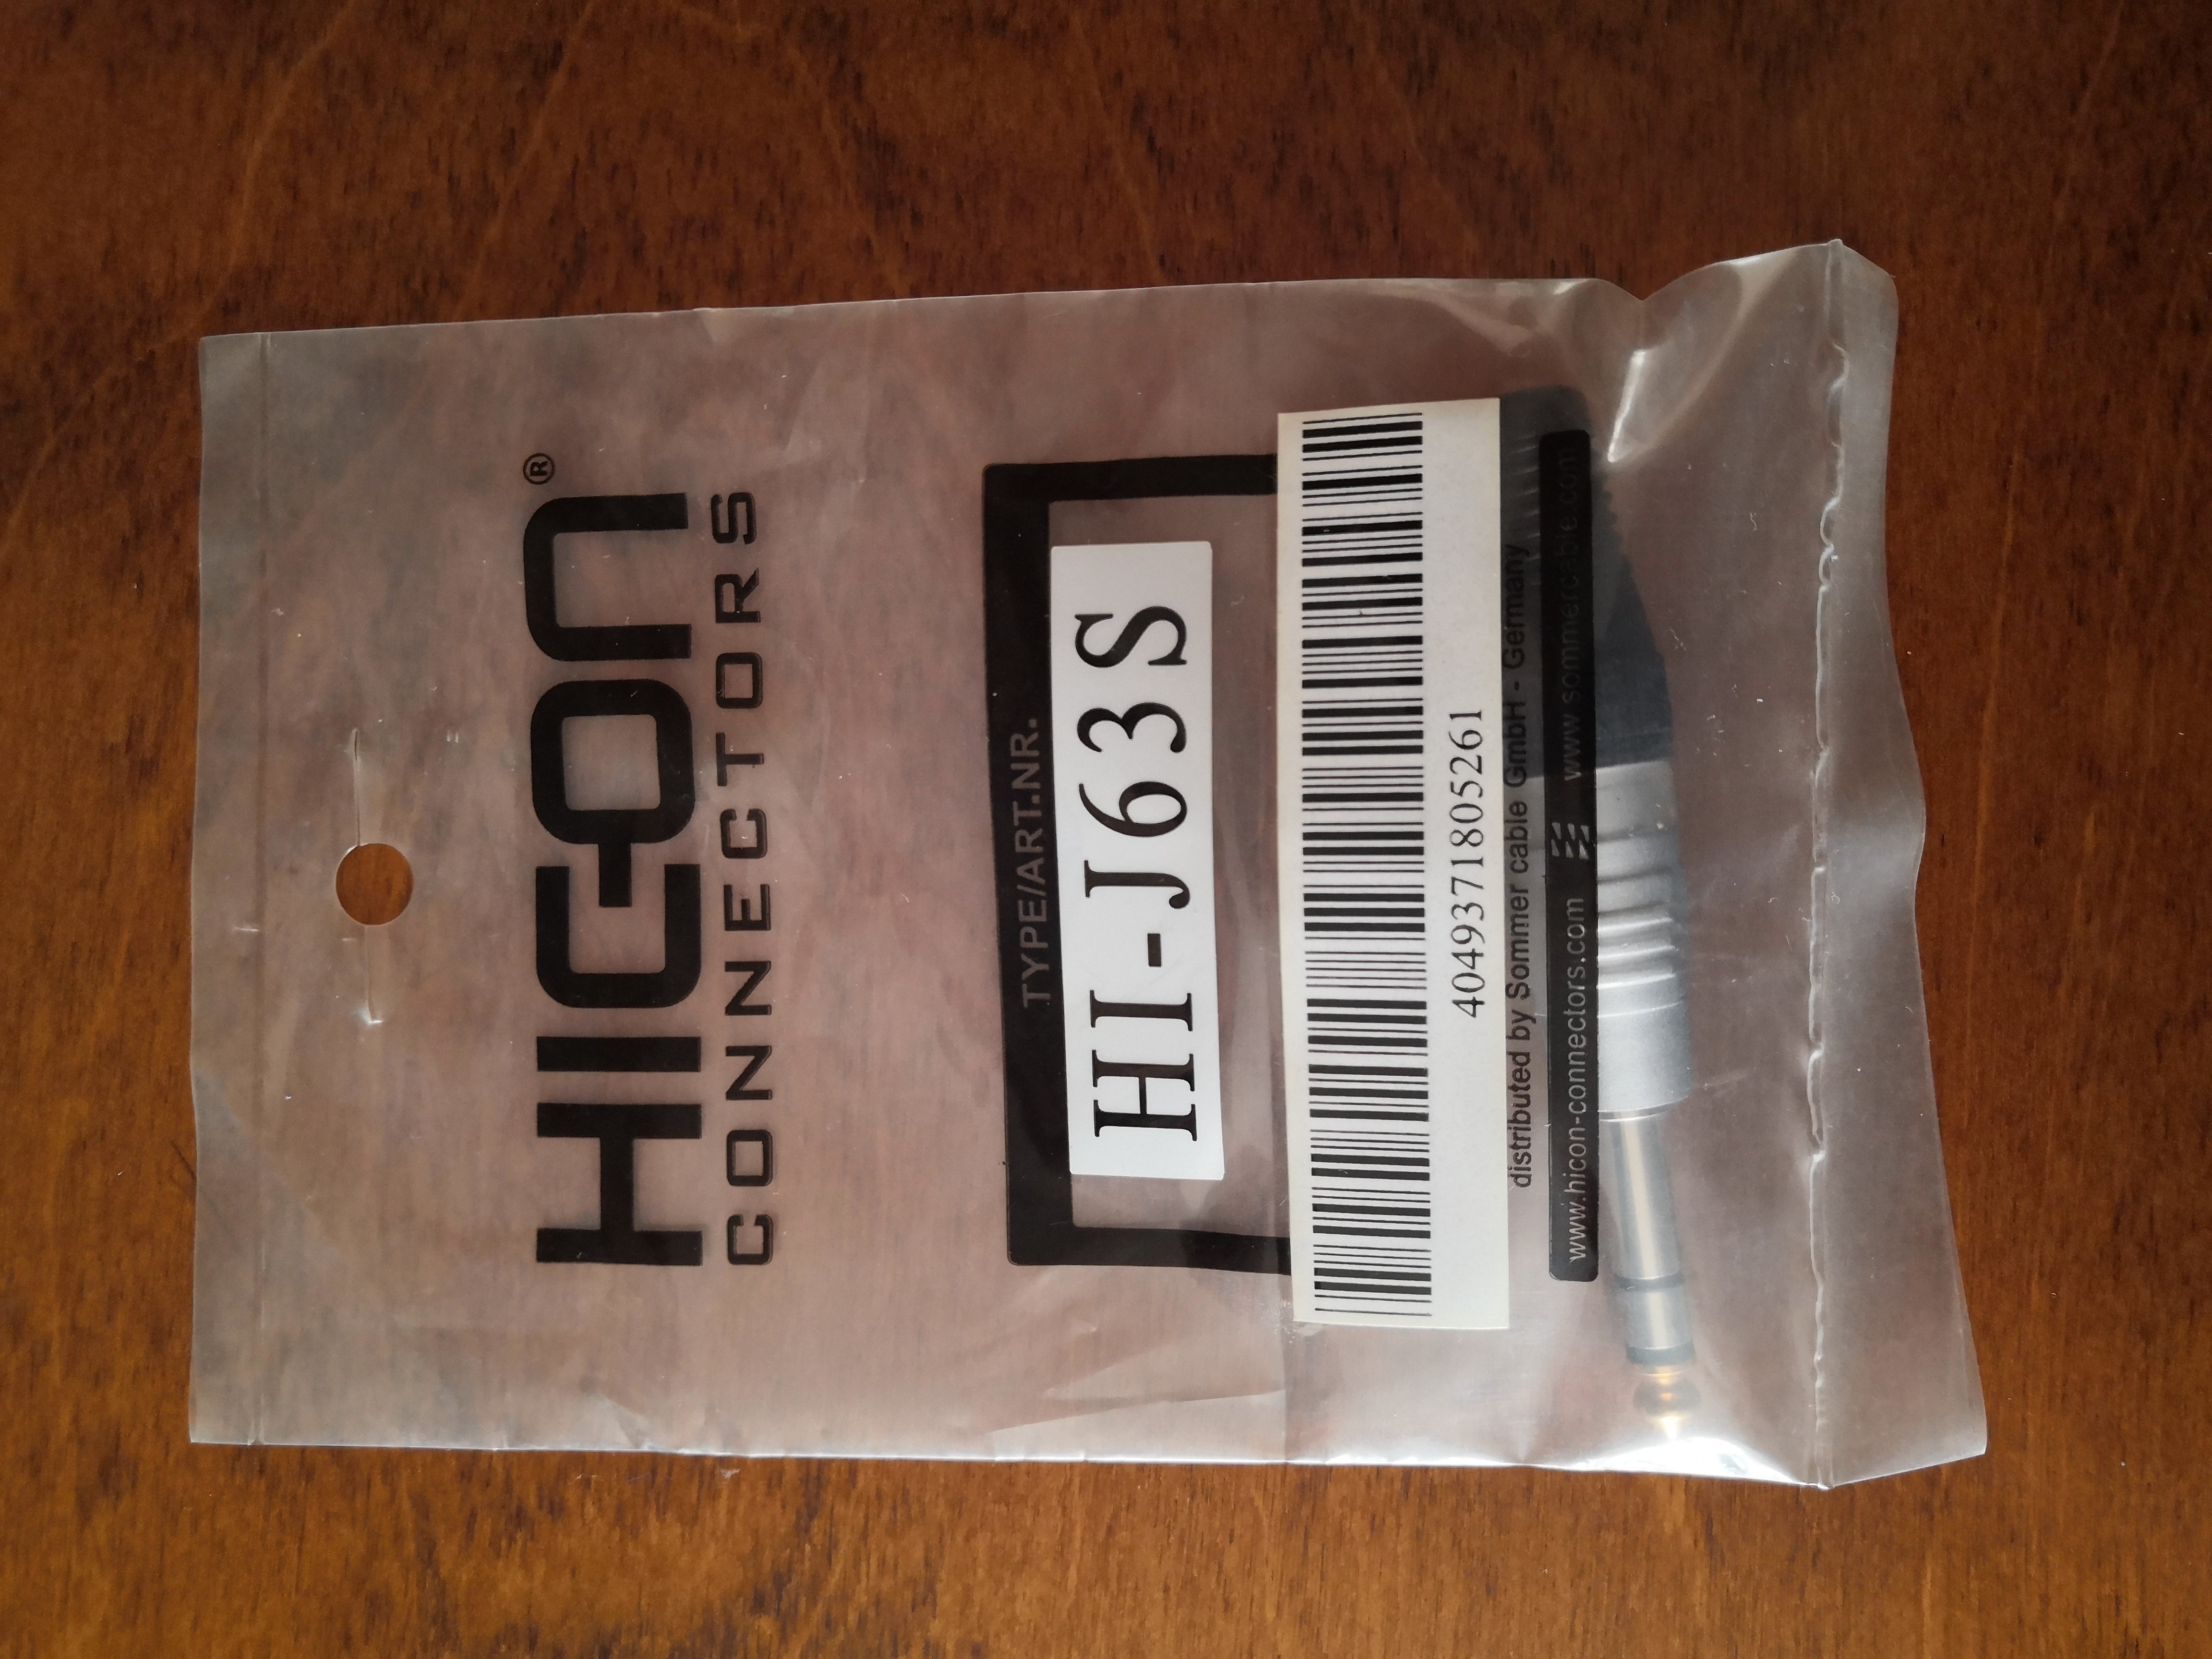 HICON®
CONNECTORS
TYPE/ART.NR.
HI-J63S
4049371805261
distributed by Sommer cable GmbH - Germany
www.hicon-connectors.com www.sommercable.com